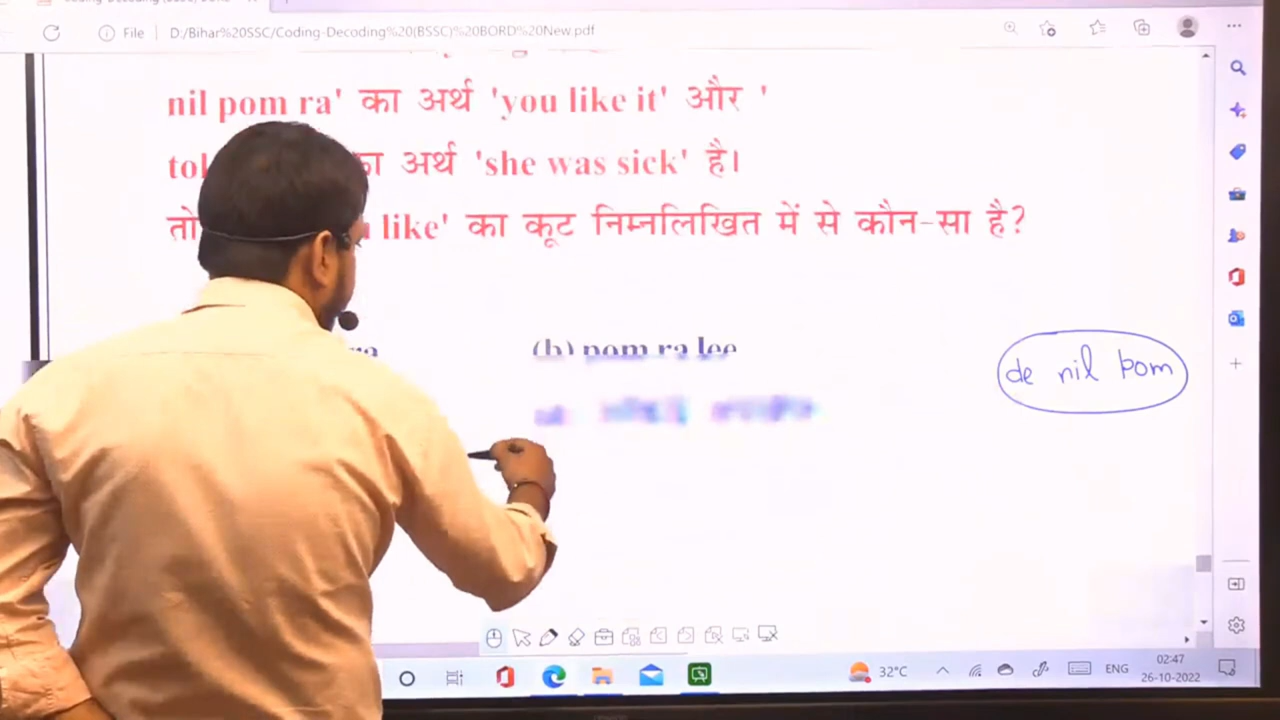 File D:/Bihar%20SSC/Coding-Decoding%20(BSSC)%20BORD%20New.pdf
nil pom ra' का अर्थ 'you like it' और '
अर्थ 'she was sick' है।
तो like' का कूट निम्नलिखित में से कौन-सा है?
ra (b) pom ra lee
de nil pom
32°C ENG 02:47
26-10-2022